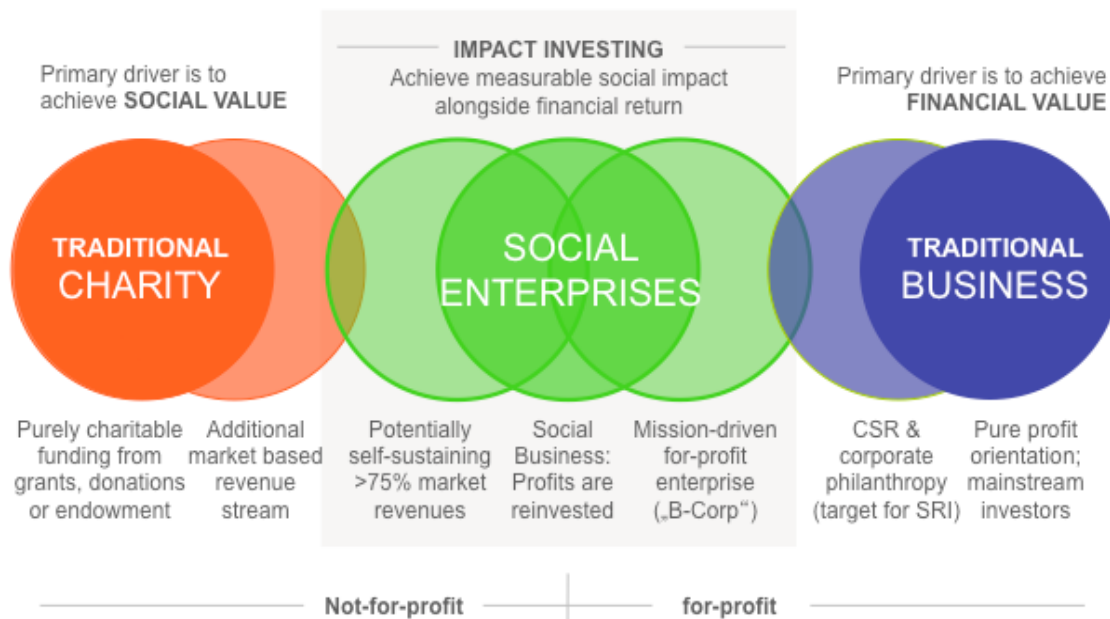 IMPACT INVESTING
Achieve measurable social impact
alongside financial return
Primary driver is to
achieve SOCIAL VALUE
Primary driver is to achieve
FINANCIAL VALUE
TRADITIONAL
CHARITY
SOCIAL
ENTERPRISES
TRADITIONAL
BUSINESS
Purely charitable
funding from
grants, donations
or endowment
Additional
market based
revenue
stream
Potentially
self-sustaining
>75% market
revenues
Social
Business:
Profits are
reinvested
Mission-driven
for-profit
enterprise
(„B-Corp“)
CSR &
corporate
philanthropy
(target for SRI)
Pure profit
orientation;
mainstream
investors
Not-for-profit
for-profit